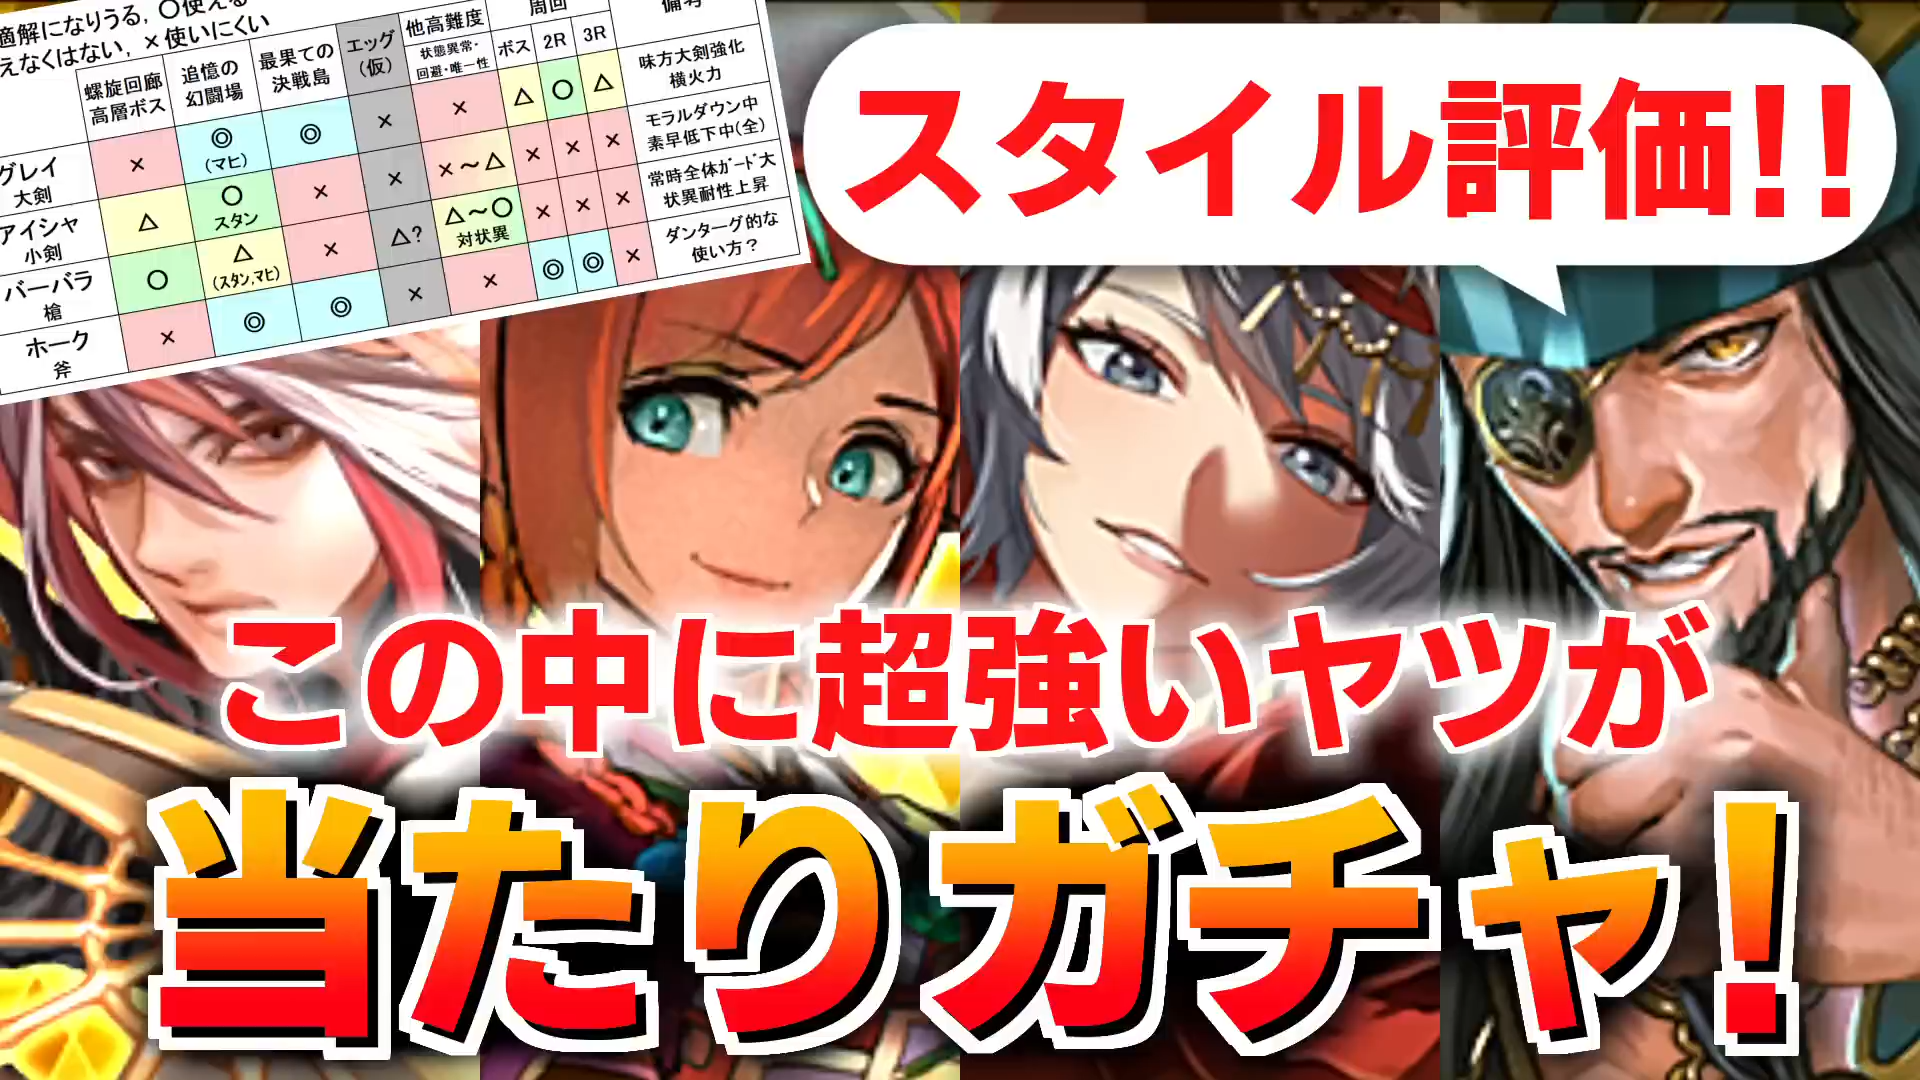 適解になりうる，〇使える
えなくはない，×使いにくい
螺旋回廊
高層ボス
追憶の
幻闘場
最果ての
決戦島
エッグ
(仮)
他高難度
状態異常・
回避・唯一性
周回
ボス 2R 3R
備考
グレイ
大剣
×
◎
(マヒ)
◎
×
×
△ 〇 △
味方大剣強化
横火力
アイシャ
小剣
△
〇
スタン
×
×
×～△
× × ×
モラルダウン中
素早低下中(全)
バーバラ
槍
〇
△
(スタン,マヒ)
×
△?
△～〇
対状異
× × ×
常時全体ガード大
状異耐性上昇
ホーク
斧
×
◎
◎
×
×
◎ ◎ ×
ダンターグ的な
使い方？
スタイル評価!!
この中に超強いヤツが
当たりガチャ!